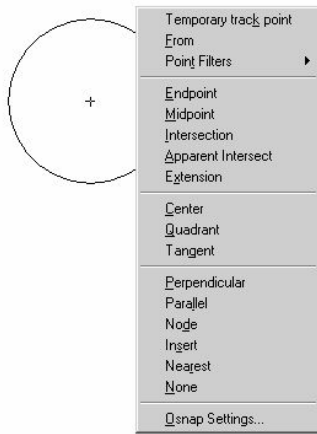 Temporary track point
From
Point Filters
Endpoint
Midpoint
Intersection
Apparent Intersect
Extension
Center
Quadrant
Tangent
Perpendicular
Parallel
Node
Insert
Nearest
None
Osnap Settings...